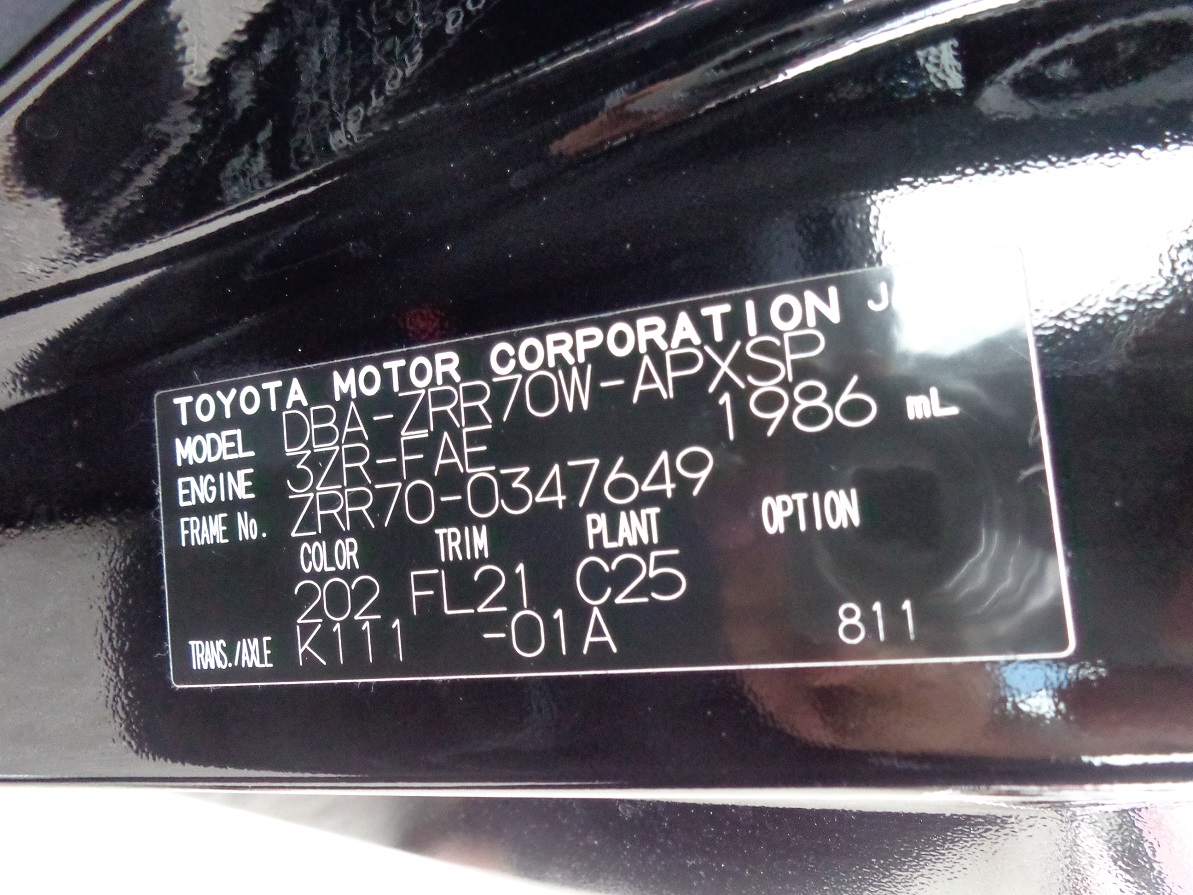 TOYOTA MOTOR CORPORATION
MODEL DBA-ZRR70W-APXSP
ENGINE 3ZR-FAE 1986 mL
FRAME No. ZRR70-0347649
COLOR TRIM PLANT OPTION
202 FL21 C25
TRANS./AXLE K111 -01A 811